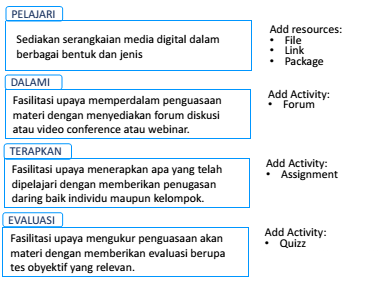 PELAJARI
Sediakan serangkaian media digital dalam
berbagai bentuk dan jenis
Add resources:
• File
• Link
• Package
DALAMI
Fasilitasi upaya memperdalam penguasaan
materi dengan menyediakan forum diskusi
atau video conference atau webinar.
Add Activity:
• Forum
TERAPKAN
Fasilitasi upaya menerapkan apa yang telah
dipelajari dengan memberikan penugasan
daring baik individu maupun kelompok.
Add Activity:
• Assignment
EVALUASI
Fasilitasi upaya mengukur penguasaan akan
materi dengan memberikan evaluasi berupa
tes obyektif yang relevan.
Add Activity:
• Quizz